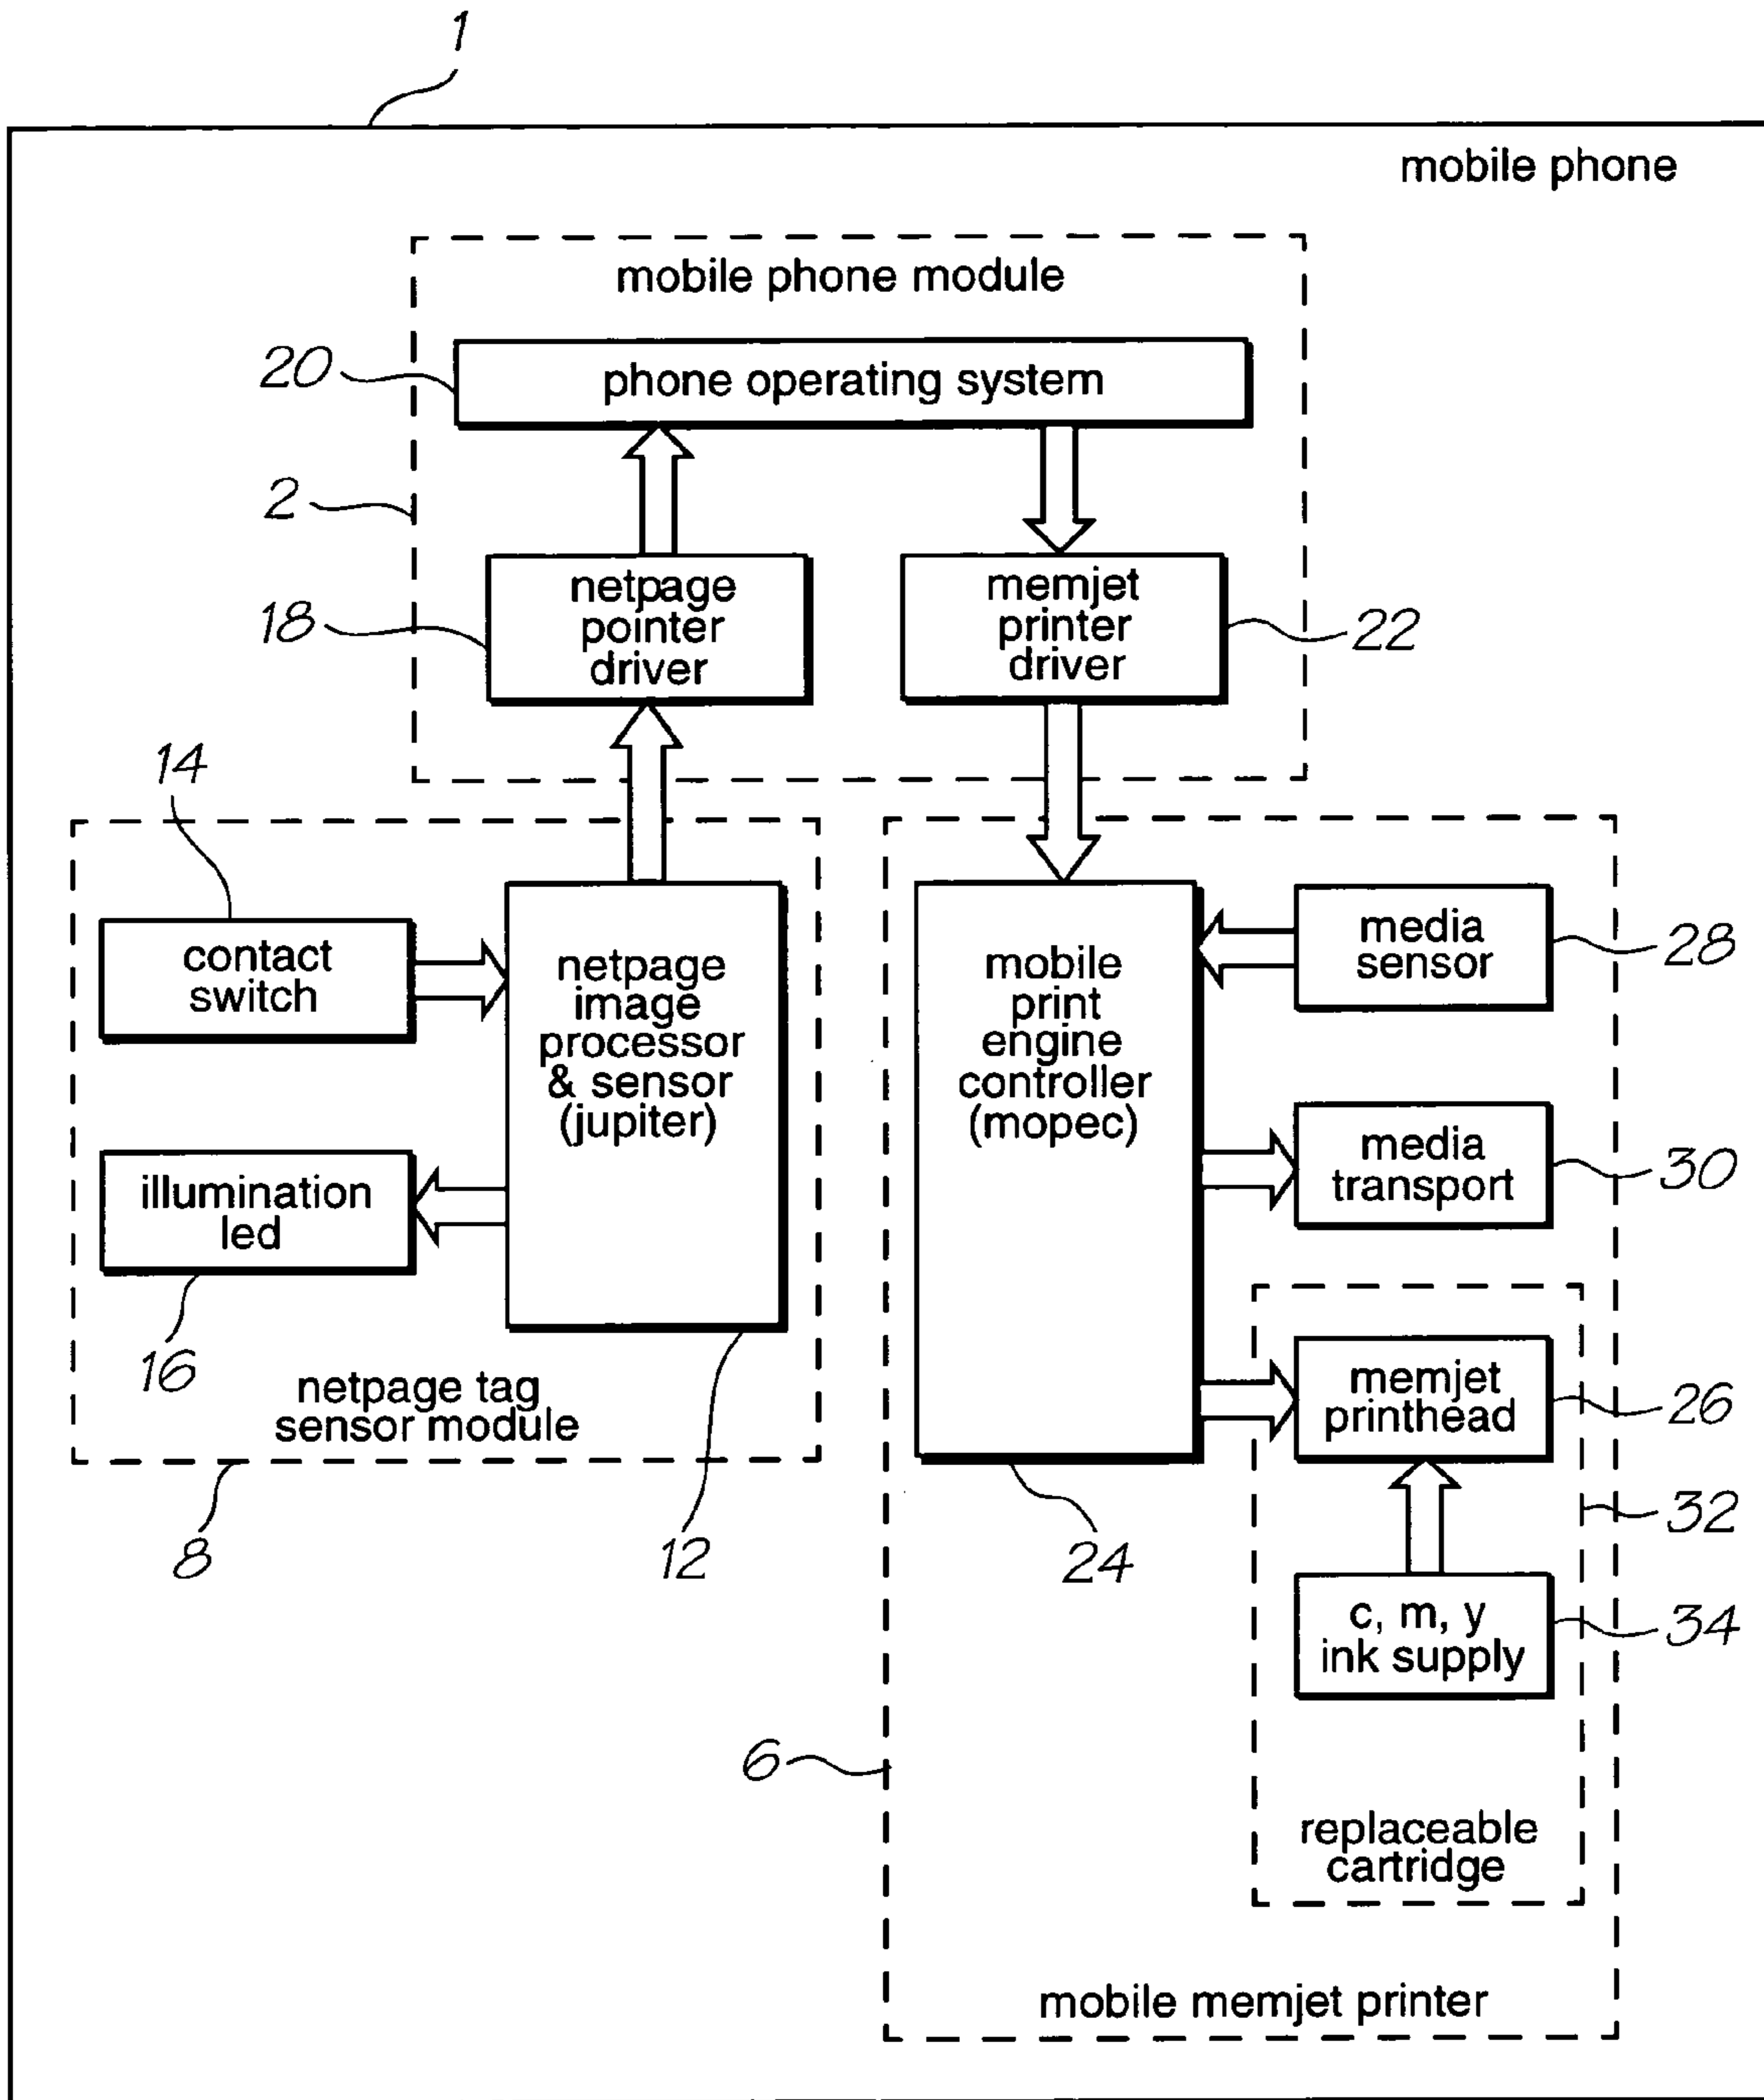 1
mobile phone
mobile phone module
20
phone operating system
2
18
netpage
pointer
driver
memjet
printer
driver
22
14
contact
switch
netpage
image
processor
& sensor
(jupiter)
illumination
led
16
netpage tag
sensor module
8
12
mobile
print
engine
controller
(mopec)
24
media
sensor
28
media
transport
30
memjet
printhead
26
32
c, m, y
ink supply
34
6
replaceable
cartridge
mobile memjet printer